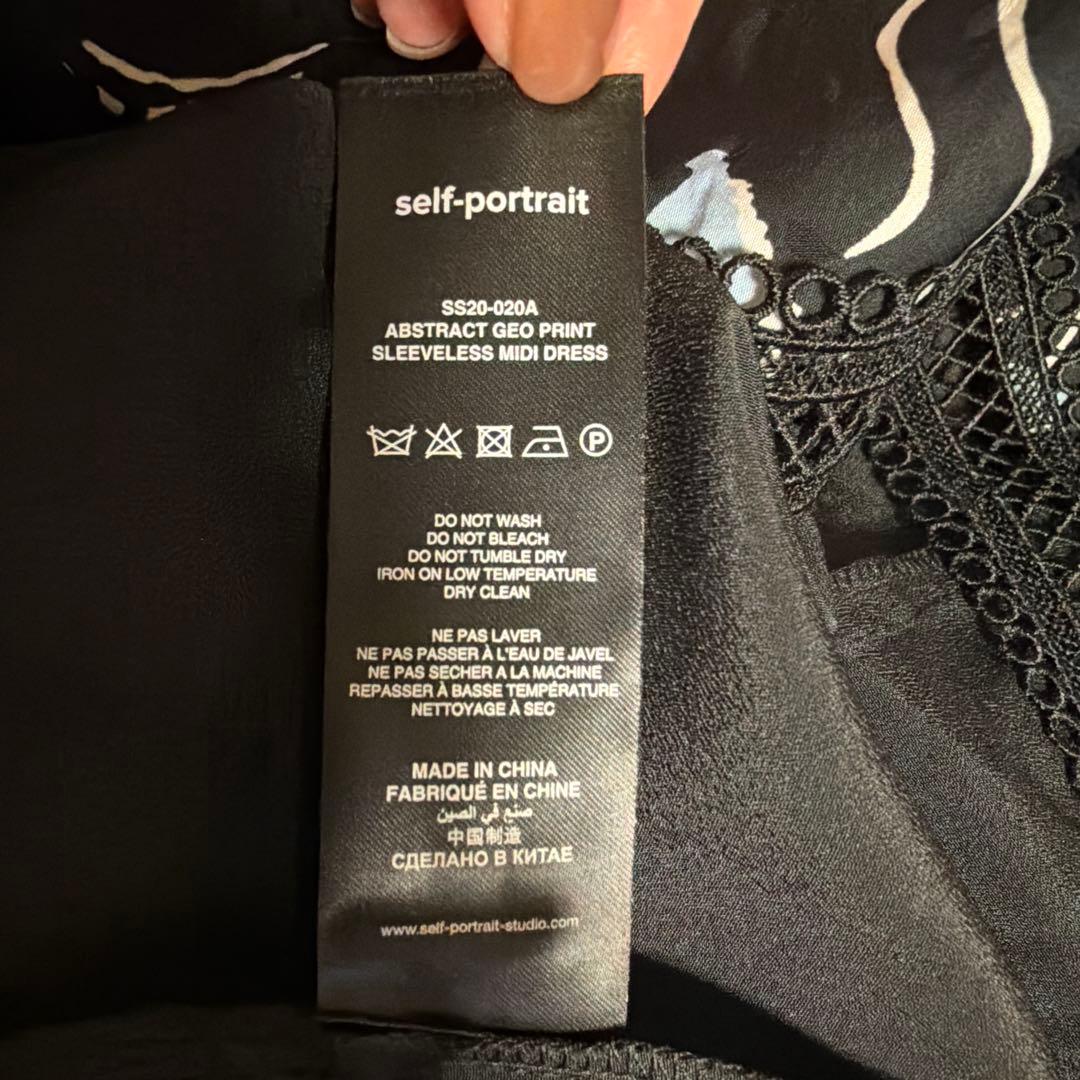 self-portrait
SS20-020A
ABSTRACT GEO PRINT
SLEEVELESS MIDI DRESS
P
DO NOT WASH
DO NOT BLEACH
DO NOT TUMBLE DRY
IRON ON LOW TEMPERATURE
DRY CLEAN
NE PAS LAVER
NE PAS PASSER À L'EAU DE JAVEL
NE PAS SECHER A LA MACHINE
REPASSER À BASSE TEMPÉRATURE
NETTOYAGE À SEC
MADE IN CHINA
FABRIQUÉ EN CHINE
صنع في الصين
中国制造
СДЕЛАНО В КИТАЕ
www.self-portrait-studio.com